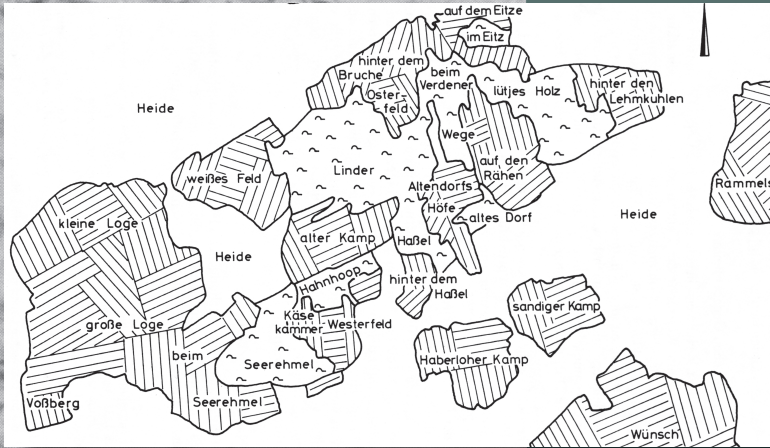 auf dem Eitze
im Eitz
hinter dem
Bruche
beim
Verdener
Wege
Oster-
feld
lütjes Holz
hinter den
Lehmkuhlen
Heide
weißes Feld
Linder
auf den
Rähen
Rammels
Altendorfs
Höfe
altes Dorf
Heide
kleine Loge
Heide
alter Kamp
Haßel
Hahnhoop
hinter dem
Haßel
sandiger Kamp
große Loge
beim
Seerehmel
Käse
kammer
Westerfeld
Seerehmel
Haberloher Kamp
Voßberg
Wünsch